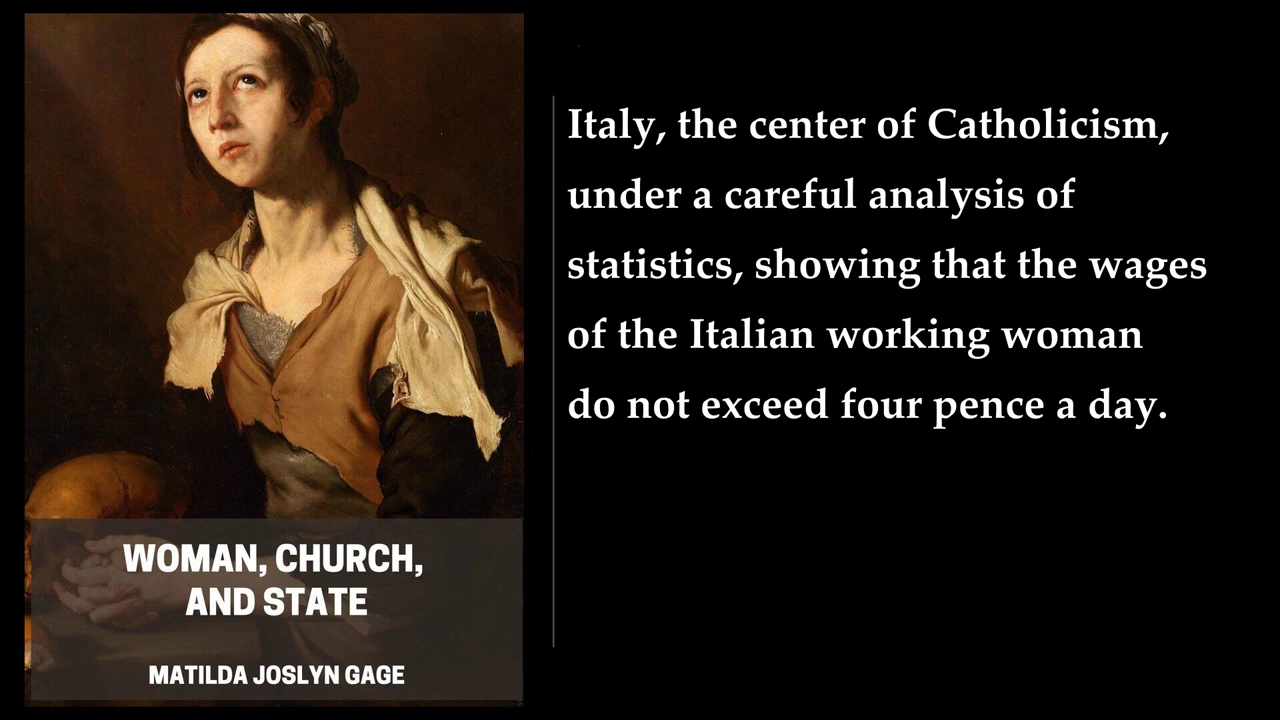 WOMAN, CHURCH,
AND STATE
MATILDA JOSLYN GAGE
Italy, the center of Catholicism,
under a careful analysis of
statistics, showing that the wages
of the Italian working woman
do not exceed four pence a day.